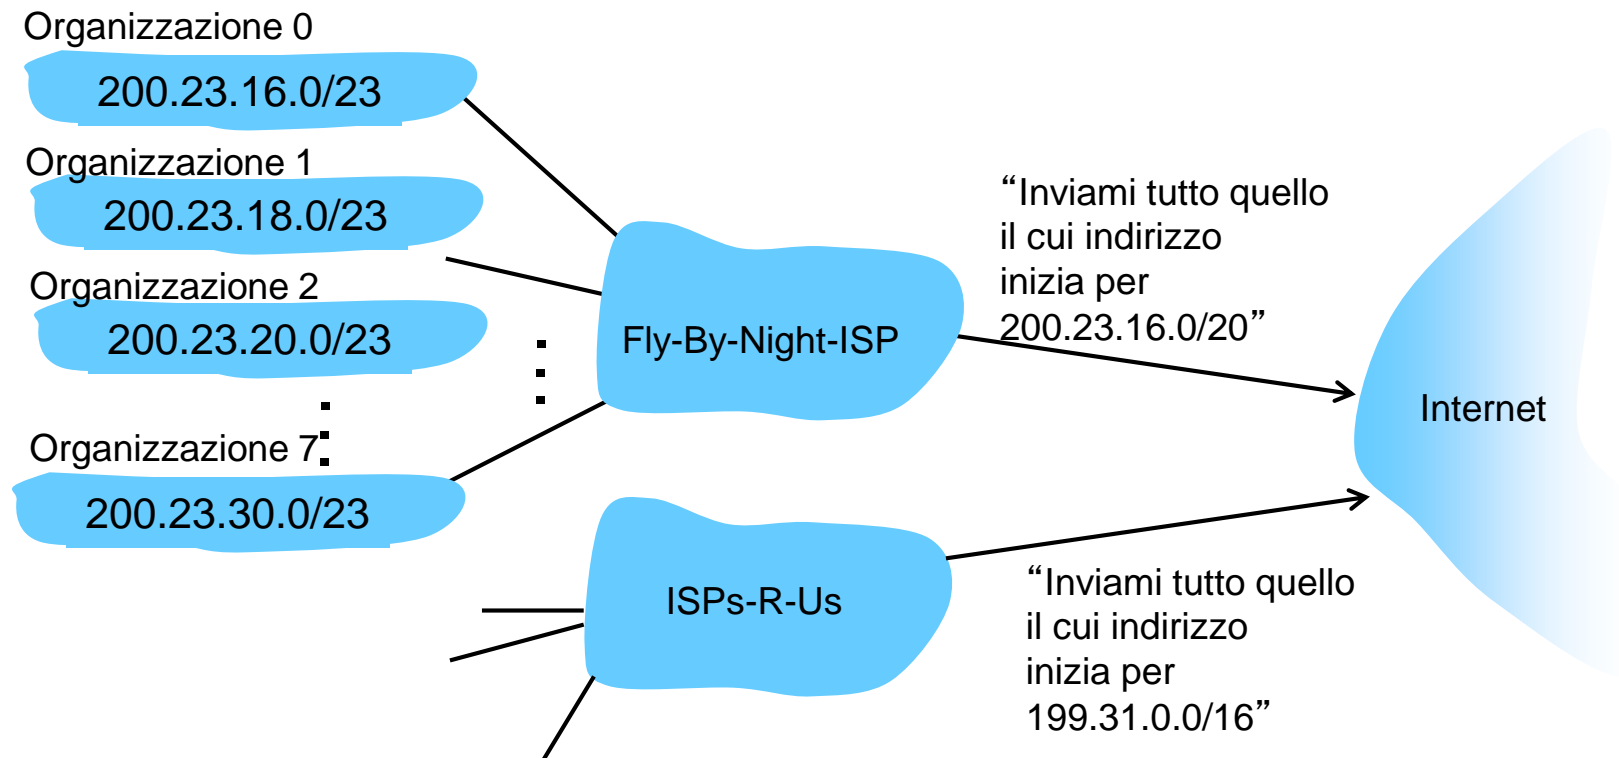 Organizzazione 0
200.23.16.0/23
Organizzazione 1
200.23.18.0/23
Organizzazione 2
200.23.20.0/23
Organizzazione 7
200.23.30.0/23
Fly-By-Night-ISP
“Inviami tutto quello
il cui indirizzo
inizia per
200.23.16.0/20”
Internet
ISPs-R-Us
“Inviami tutto quello
il cui indirizzo
inizia per
199.31.0.0/16”